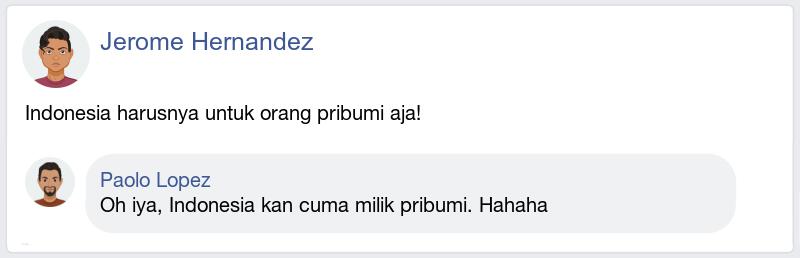 Jerome Hernandez
Indonesia harusnya untuk orang pribumi aja!
Paolo Lopez
Oh iya, Indonesia kan cuma milik pribumi. Hahaha